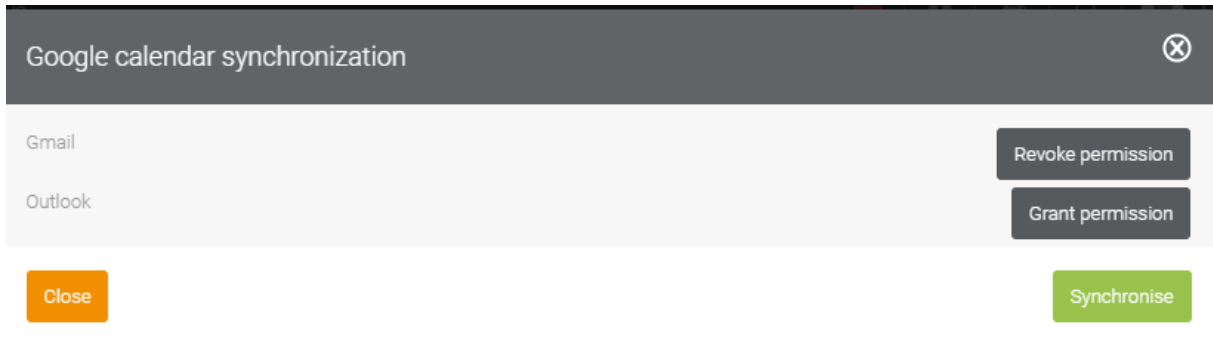 Google calendar synchronization
Gmail
Revoke permission
Outlook
Grant permission
Close
Synchronise